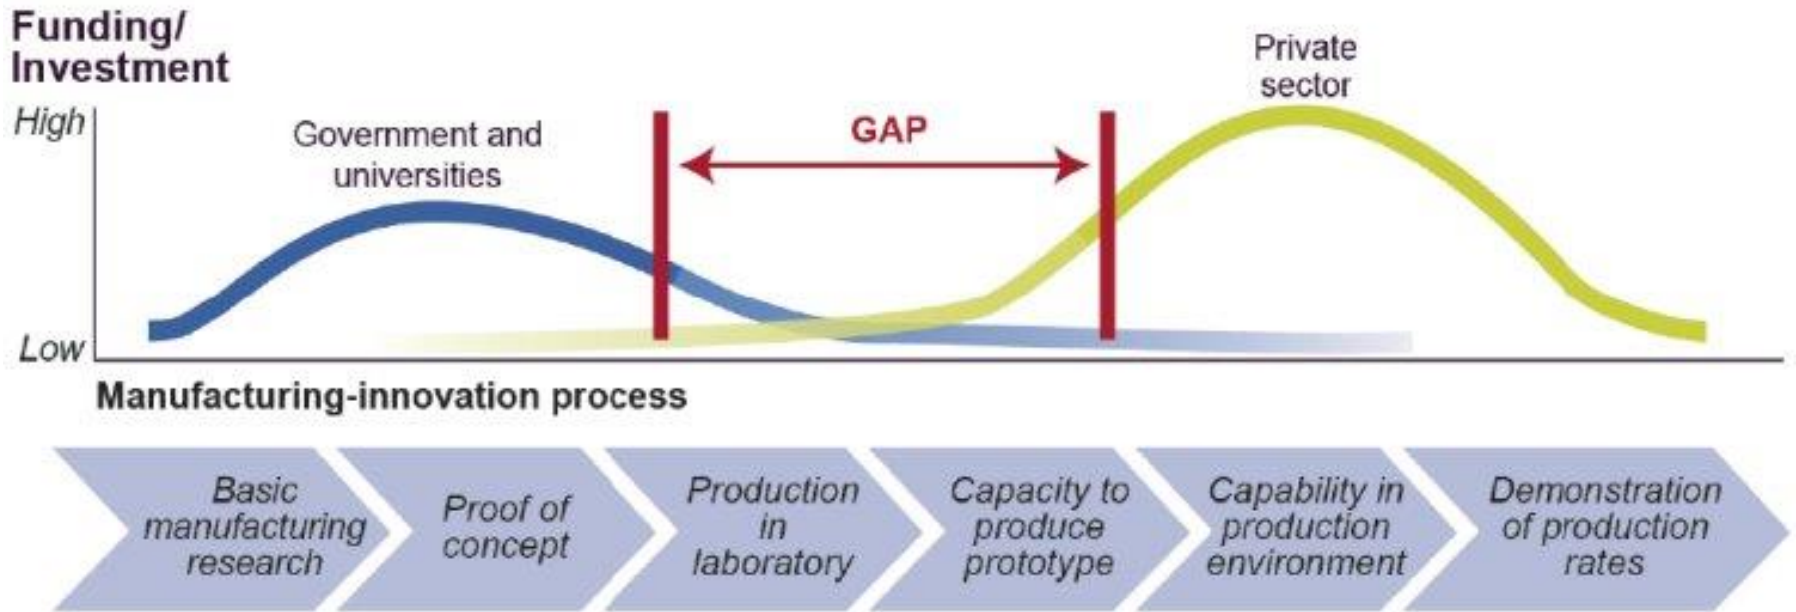 Funding/
Investment
High
Government and
universities
GAP
Private
sector
Low
Manufacturing-innovation process
Basic
manufacturing
research
Proof of
concept
Production
in
laboratory
Capacity to
produce
prototype
Capability in
production
environment
Demonstration
of production
rates